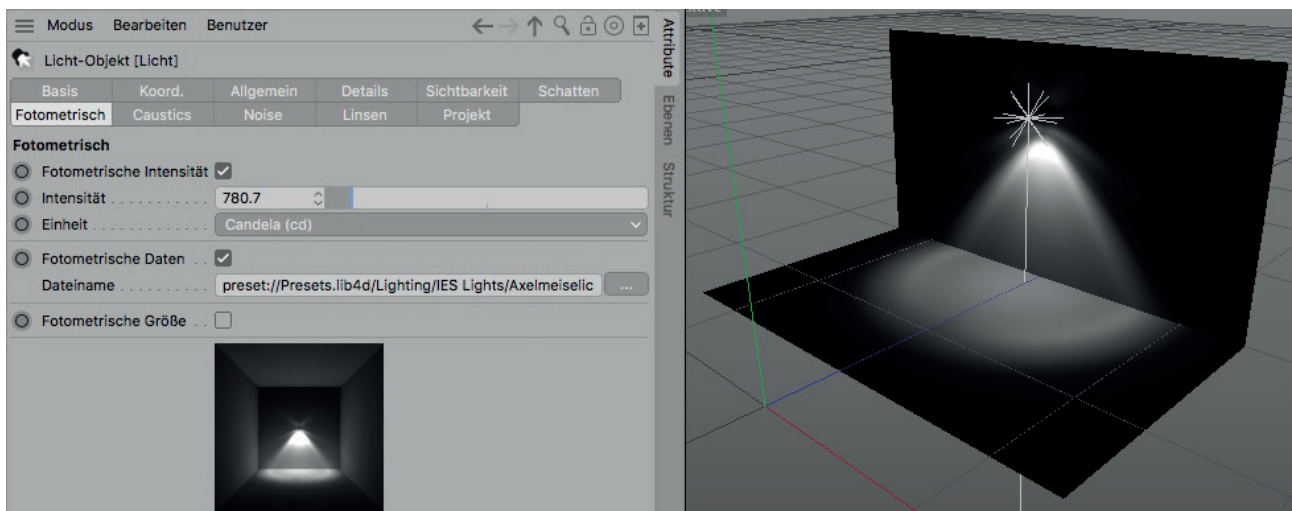 Modus Bearbeiten Benutzer
Licht-Objekt [Licht]
Basis Koord. Allgemein Details Sichtbarkeit Schatten
Fotometrisch Caustics Noise Linsen Projekt
Fotometrisch
Fotometrische Intensität
Intensität . . . . . . . . . . . 780.7
Einheit . . . . . . . . . . . . . Candela (cd)
Fotometrische Daten . .
Dateiname . . . . . . . . . . preset://Presets.lib4d/Lighting/IES Lights/Axelmeiselic ...
Fotometrische Größe . .
Attribute
Ebenen
Struktur